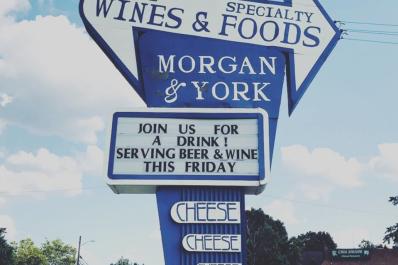 SPECIALTY
WINES & FOODS
MORGAN
& YORK
JOIN US FOR
A DRINK!
SERVING BEER & WINE
THIS FRIDAY
CHEESE
CHEESE